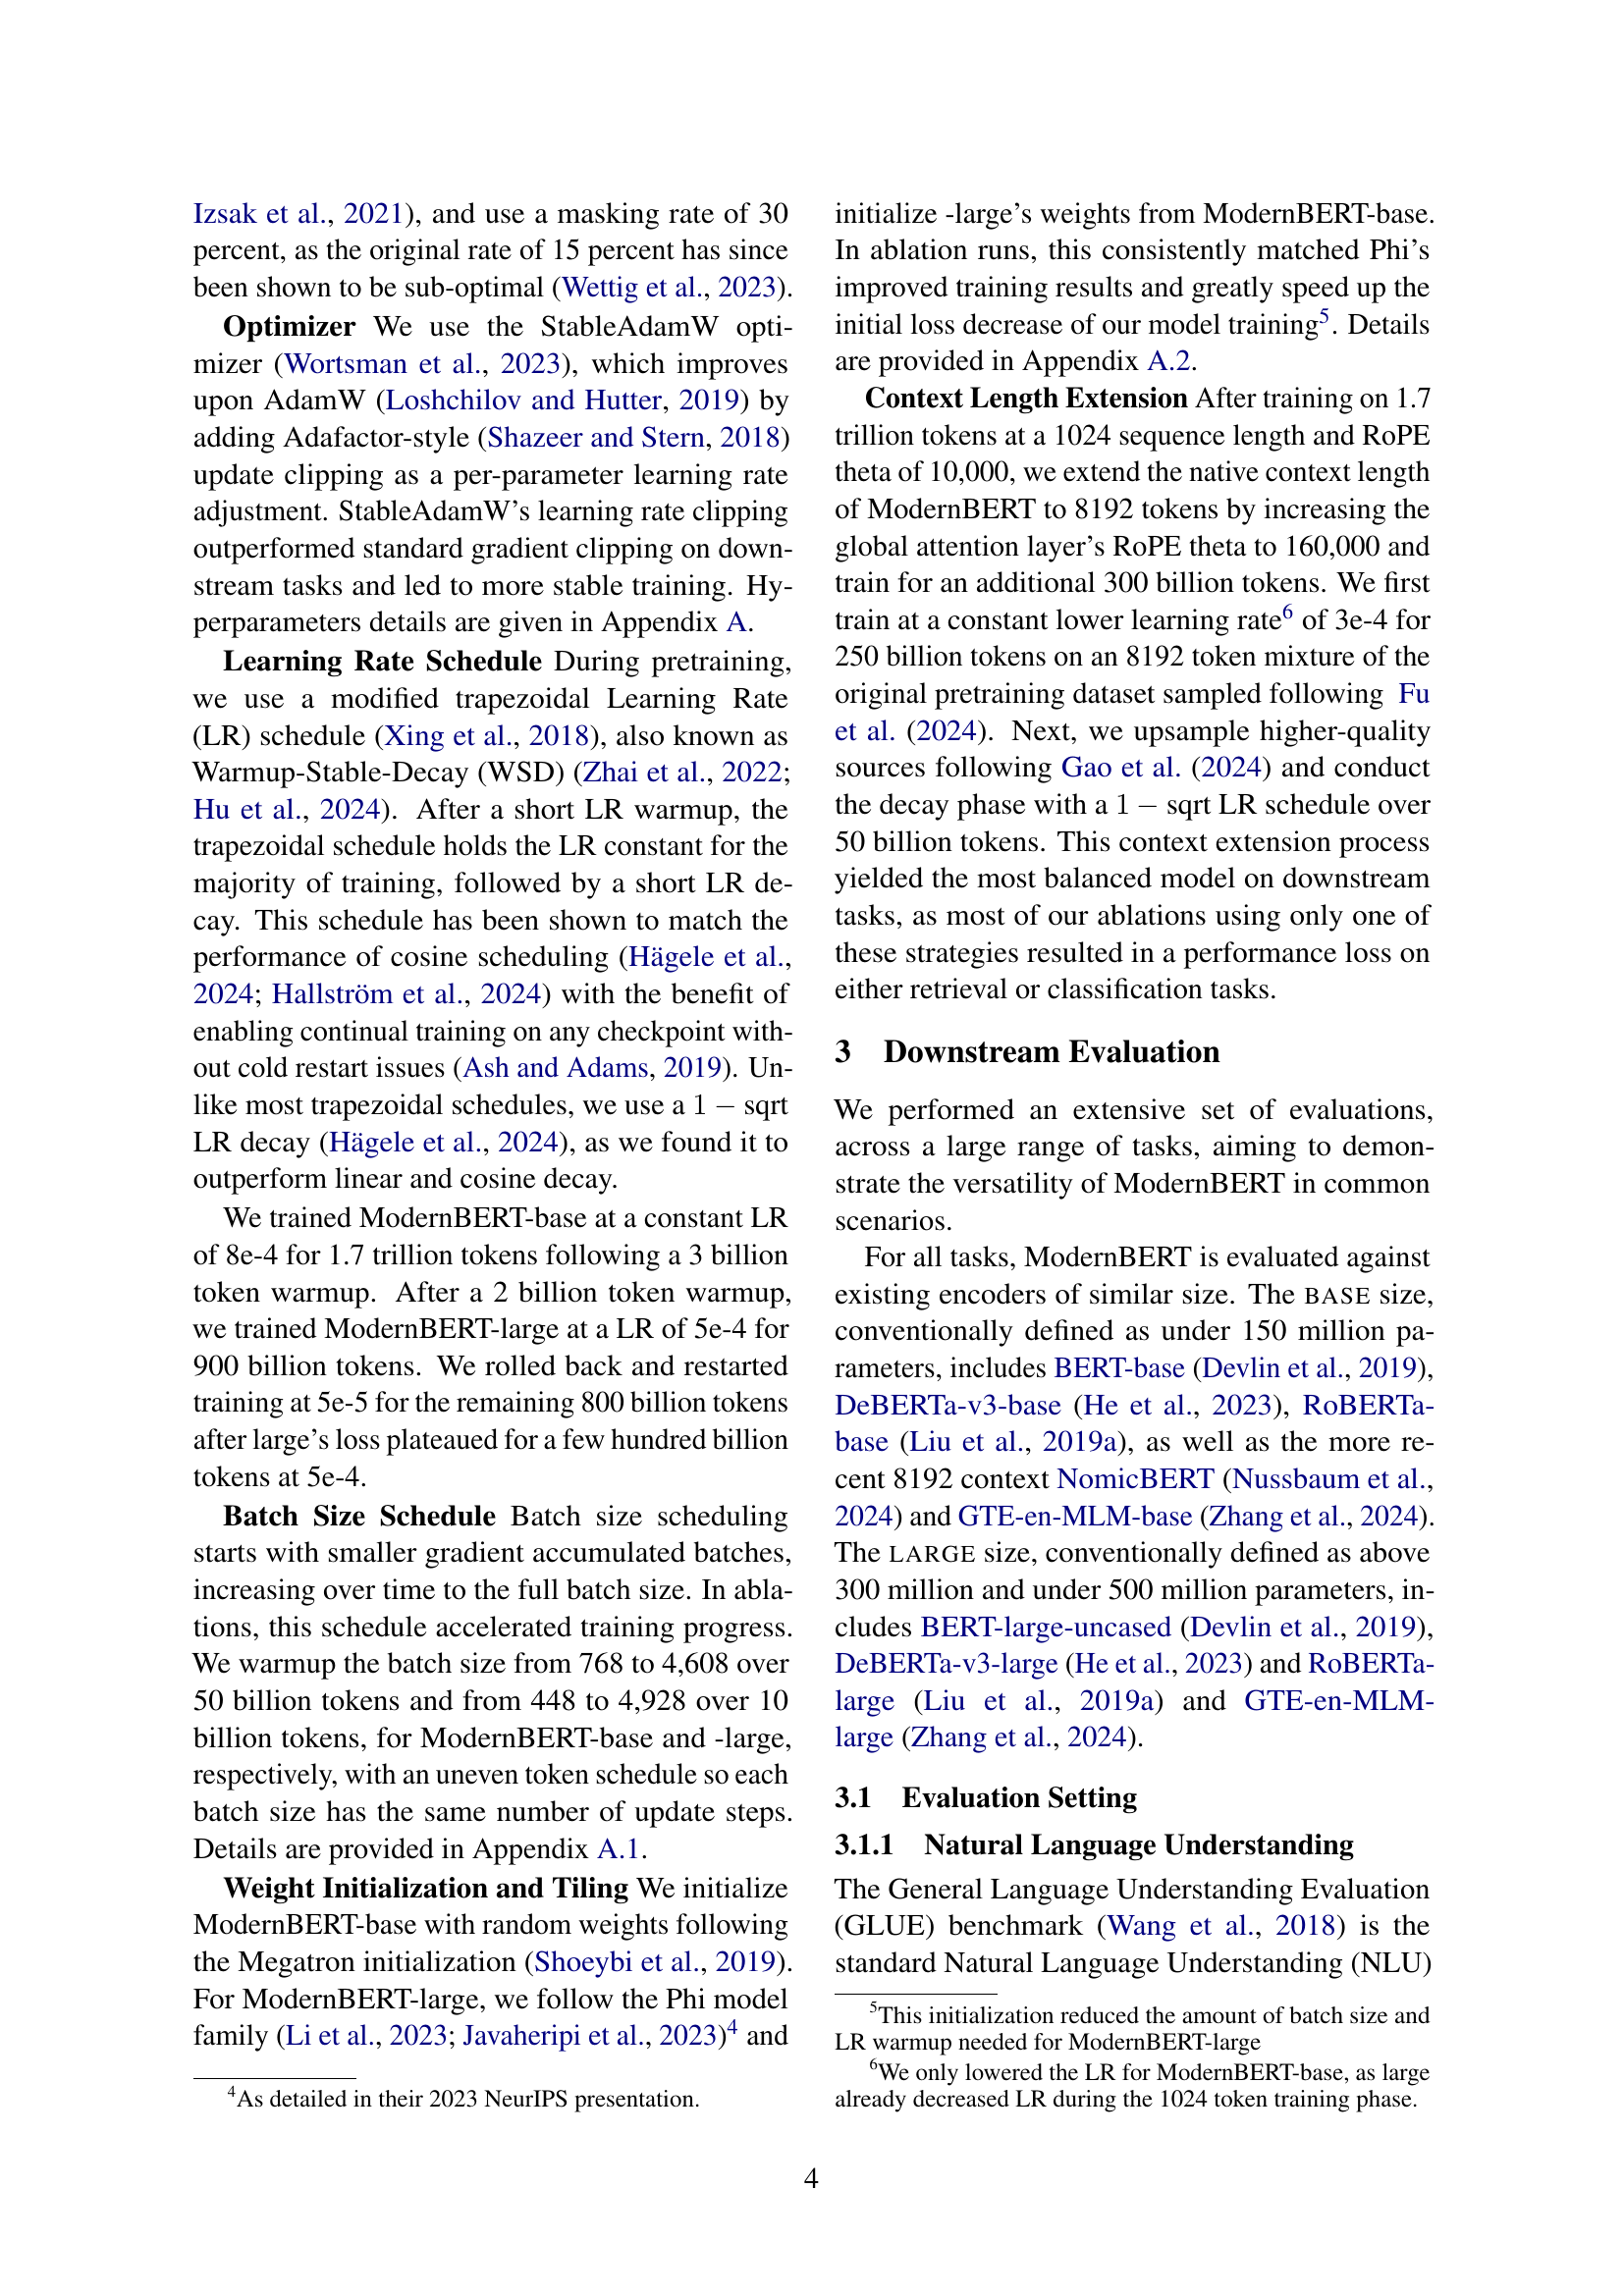 Izsak et al., 2021), and use a masking rate of 30
percent, as the original rate of 15 percent has since
been shown to be sub-optimal (Wettig et al., 2023).
Optimizer We use the StableAdamW opti-
mizer (Wortsman et al., 2023), which improves
upon AdamW (Loshchilov and Hutter, 2019) by
adding Adafactor-style (Shazeer and Stern, 2018)
update clipping as a per-parameter learning rate
adjustment. StableAdamW's learning rate clipping
outperformed standard gradient clipping on down-
stream tasks and led to more stable training. Hy-
perparameters details are given in Appendix A.
Learning Rate Schedule During pretraining,
we use a modified trapezoidal Learning Rate
(LR) schedule (Xing et al., 2018), also known as
Warmup-Stable-Decay (WSD) (Zhai et al., 2022;
Hu et al., 2024). After a short LR warmup, the
trapezoidal schedule holds the LR constant for the
majority of training, followed by a short LR de-
cay. This schedule has been shown to match the
performance of cosine scheduling (Hägele et al.,
2024; Hallström et al., 2024) with the benefit of
enabling continual training on any checkpoint with-
out cold restart issues (Ash and Adams, 2019). Un-
like most trapezoidal schedules, we use a 1 − sqrt
LR decay (Hägele et al., 2024), as we found it to
outperform linear and cosine decay.
We trained ModernBERT-base at a constant LR
of 8e-4 for 1.7 trillion tokens following a 3 billion
token warmup. After a 2 billion token warmup,
we trained ModernBERT-large at a LR of 5e-4 for
900 billion tokens. We rolled back and restarted
training at 5e-5 for the remaining 800 billion tokens
after large's loss plateaued for a few hundred billion
tokens at 5e-4.
Batch Size Schedule Batch size scheduling
starts with smaller gradient accumulated batches,
increasing over time to the full batch size. In abla-
tions, this schedule accelerated training progress.
We warmup the batch size from 768 to 4,608 over
50 billion tokens and from 448 to 4,928 over 10
billion tokens, for ModernBERT-base and -large,
respectively, with an uneven token schedule so each
batch size has the same number of update steps.
Details are provided in Appendix A.1.
Weight Initialization and Tiling We initialize
ModernBERT-base with random weights following
the Megatron initialization (Shoeybi et al., 2019).
For ModernBERT-large, we follow the Phi model
family (Li et al., 2023; Javaheripi et al., 2023)4 and
4As detailed in their 2023 NeurIPS presentation.
initialize -large's weights from ModernBERT-base.
In ablation runs, this consistently matched Phi's
improved training results and greatly speed up the
initial loss decrease of our model training5. Details
are provided in Appendix A.2.
Context Length Extension After training on 1.7
trillion tokens at a 1024 sequence length and RoPE
theta of 10,000, we extend the native context length
of ModernBERT to 8192 tokens by increasing the
global attention layer's RoPE theta to 160,000 and
train for an additional 300 billion tokens. We first
train at a constant lower learning rate6 of 3e-4 for
250 billion tokens on an 8192 token mixture of the
original pretraining dataset sampled following Fu
et al. (2024). Next, we upsample higher-quality
sources following Gao et al. (2024) and conduct
the decay phase with a 1 − sqrt LR schedule over
50 billion tokens. This context extension process
yielded the most balanced model on downstream
tasks, as most of our ablations using only one of
these strategies resulted in a performance loss on
either retrieval or classification tasks.
3 Downstream Evaluation
We performed an extensive set of evaluations,
across a large range of tasks, aiming to demon-
strate the versatility of ModernBERT in common
scenarios.
For all tasks, ModernBERT is evaluated against
existing encoders of similar size. The BASE size,
conventionally defined as under 150 million pa-
rameters, includes BERT-base (Devlin et al., 2019),
DeBERTa-v3-base (He et al., 2023), RoBERTa-
base (Liu et al., 2019a), as well as the more re-
cent 8192 context NomicBERT (Nussbaum et al.,
2024) and GTE-en-MLM-base (Zhang et al., 2024).
The LARGE size, conventionally defined as above
300 million and under 500 million parameters, in-
cludes BERT-large-uncased (Devlin et al., 2019),
DeBERTa-v3-large (He et al., 2023) and RoBERTa-
large (Liu et al., 2019a) and GTE-en-MLM-
large (Zhang et al., 2024).
3.1 Evaluation Setting
3.1.1 Natural Language Understanding
The General Language Understanding Evaluation
(GLUE) benchmark (Wang et al., 2018) is the
standard Natural Language Understanding (NLU)
5This initialization reduced the amount of batch size and
LR warmup needed for ModernBERT-large
6We only lowered the LR for ModernBERT-base, as large
already decreased LR during the 1024 token training phase.
4